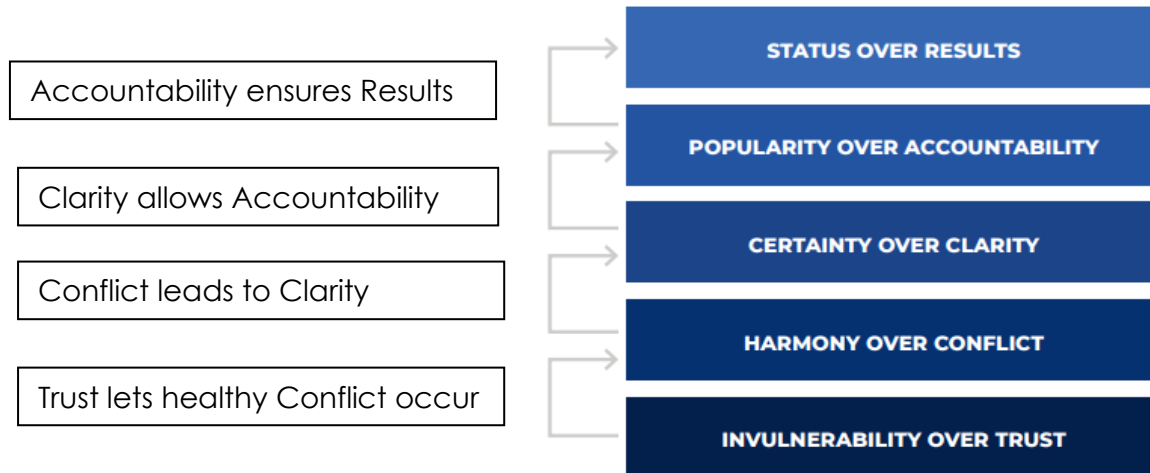 STATUS OVER RESULTS
Accountability ensures Results
POPULARITY OVER ACCOUNTABILITY
Clarity allows Accountability
CERTAINTY OVER CLARITY
Conflict leads to Clarity
HARMONY OVER CONFLICT
Trust lets healthy Conflict occur
INVULNERABILITY OVER TRUST